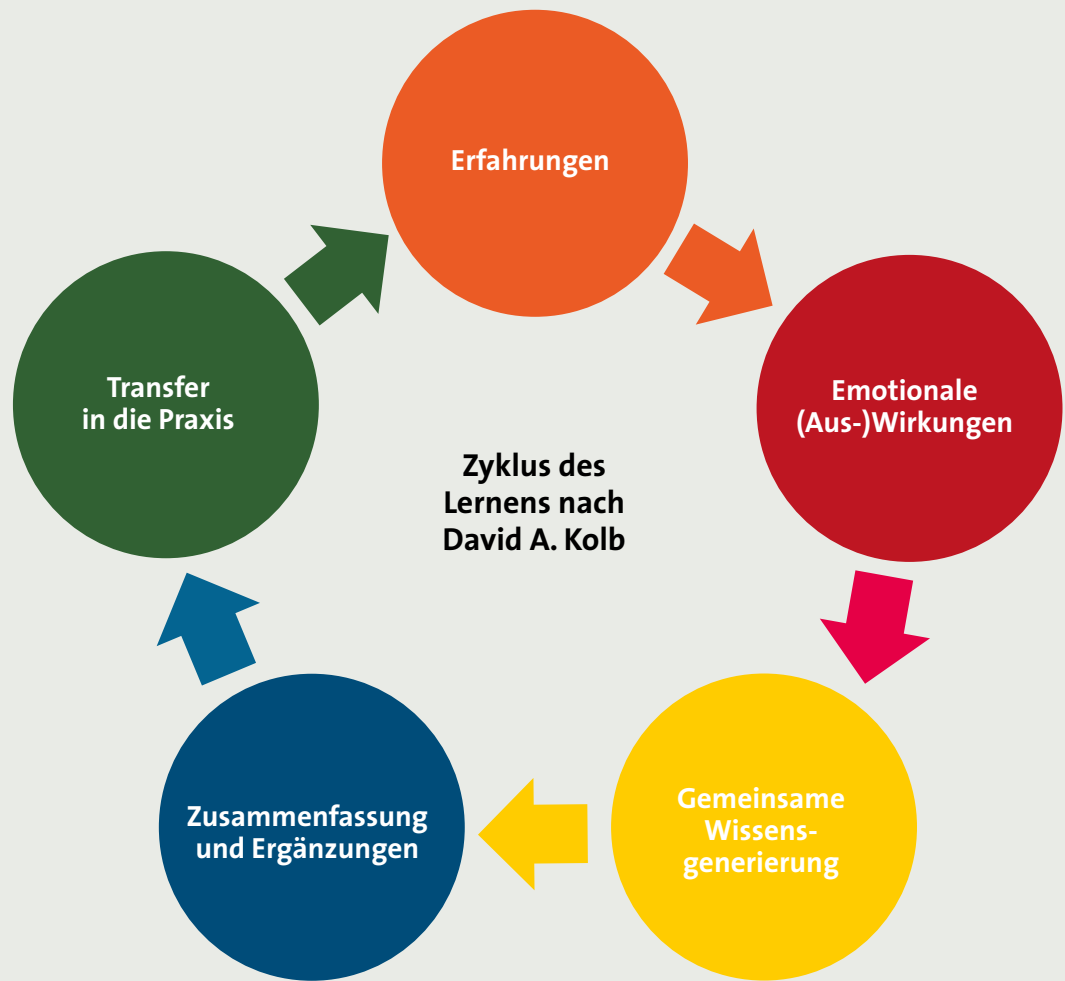 Erfahrungen
Emotionale
(Aus-)Wirkungen
Gemeinsame
Wissens-
generierung
Zusammenfassung
und Ergänzungen
Transfer
in die Praxis
Zyklus des
Lernens nach
David A. Kolb